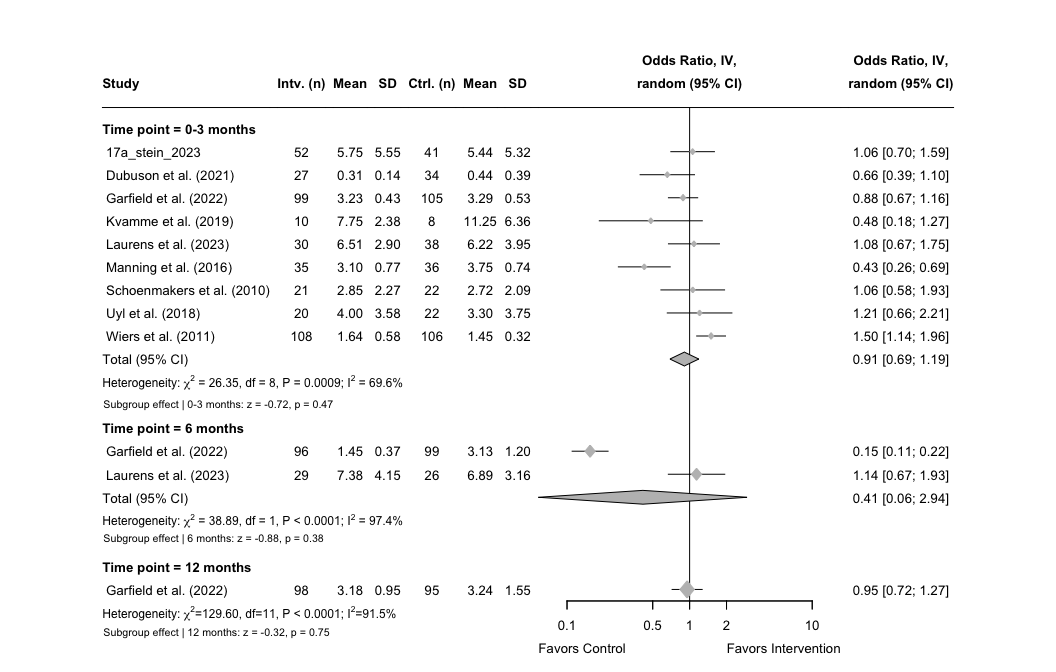 Odds Ratio, IV, Odds Ratio, IV,
Study Intv. (n) Mean SD Ctrl. (n) Mean SD random (95% CI) random (95% CI)
Time point = 0-3 months
17a_stein_2023 52 5.75 5.55 41 5.44 5.32 1.06 [0.70; 1.59]
Dubuson et al. (2021) 27 0.31 0.14 34 0.44 0.39 0.66 [0.39; 1.10]
Garfield et al. (2022) 99 3.23 0.43 105 3.29 0.53 0.88 [0.67; 1.16]
Kvamme et al. (2019) 10 7.75 2.38 8 11.25 6.36 0.48 [0.18; 1.27]
Laurens et al. (2023) 30 6.51 2.90 38 6.22 3.95 1.08 [0.67; 1.75]
Manning et al. (2016) 35 3.10 0.77 36 3.75 0.74 0.43 [0.26; 0.69]
Schoenmakers et al. (2010) 21 2.85 2.27 22 2.72 2.09 1.06 [0.58; 1.93]
Uyl et al. (2018) 20 4.00 3.58 22 3.30 3.75 1.21 [0.66; 2.21]
Wiers et al. (2011) 108 1.64 0.58 106 1.45 0.32 1.50 [1.14; 1.96]
Total (95% CI) 0.91 [0.69; 1.19]
Heterogeneity: χ² = 26.35, df = 8, P = 0.0009; I² = 69.6%
Subgroup effect | 0-3 months: z = -0.72, p = 0.47
Time point = 6 months
Garfield et al. (2022) 96 1.45 0.37 99 3.13 1.20 0.15 [0.11; 0.22]
Laurens et al. (2023) 29 7.38 4.15 26 6.89 3.16 1.14 [0.67; 1.93]
Total (95% CI) 0.41 [0.06; 2.94]
Heterogeneity: χ² = 38.89, df = 1, P < 0.0001; I² = 97.4%
Subgroup effect | 6 months: z = -0.88, p = 0.38
Time point = 12 months
Garfield et al. (2022) 98 3.18 0.95 95 3.24 1.55 0.95 [0.72; 1.27]
Heterogeneity: χ²=129.60, df=11, P < 0.0001; I²=91.5%
Subgroup effect | 12 months: z = -0.32, p = 0.75
0.1 0.5 1 2 10
Favors Control Favors Intervention